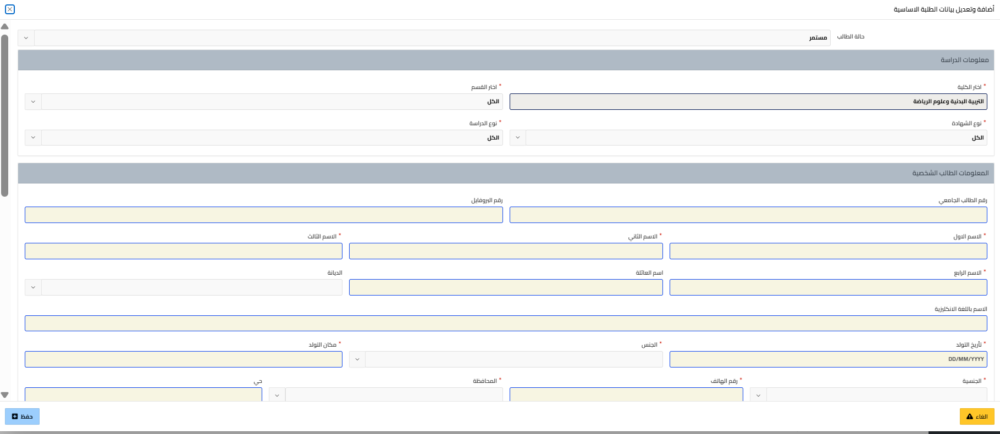 أضافة وتعديل بيانات الطلبة الاساسية
حالة الطالب
مستمر
معلومات الدراسة
* اختر الكلية
التربية البدنية وعلوم الرياضة
* اختر القسم
الكل
* نوع الشهادة
الكل
* نوع الدراسة
الكل
المعلومات الطالب الشخصية
رقم الطالب الجامعي
رقم البروفايل
* الاسم الاول
* الاسم الثاني
* الاسم الثالث
* الاسم الرابع
اسم العائلة
الديانة
الاسم باللغة الانكليزية
* تأريخ التولد
DD/MM/YYYY
* الجنس
* مكان التولد
* الجنسية
* رقم الهاتف
* المحافظة
حي
الغاء
حفظ